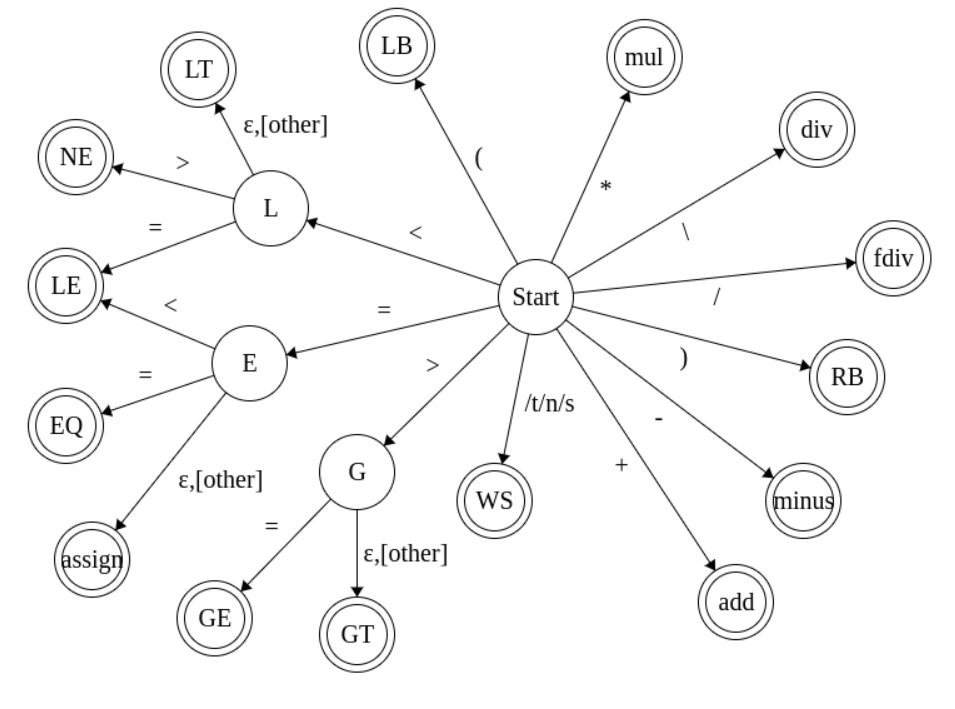 LB
mul
LT
ε,[other]
div
NE
>
(
*
L
=
<
\
fdiv
LE
Start
/
<
=
E
)
=
>
RB
/t/n/s
EQ
-
+
ε,[other]
G
WS
minus
=
ε,[other]
assign
add
GE
GT